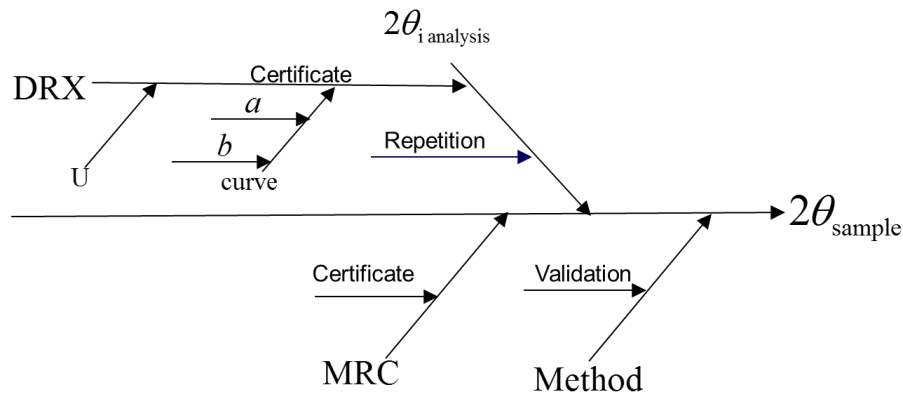 2θi analysis
DRX
Certificate
a
Repetition
b
U
curve
2θsample
Certificate
Validation
MRC
Method